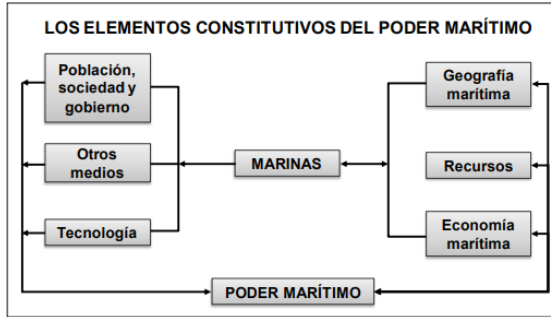 LOS ELEMENTOS CONSTITUTIVOS DEL PODER MARÍTIMO
Población,
sociedad y
gobierno
Otros
medios
Tecnología
MARINAS
Geografía
marítima
Recursos
Economía
marítima
PODER MARÍTIMO